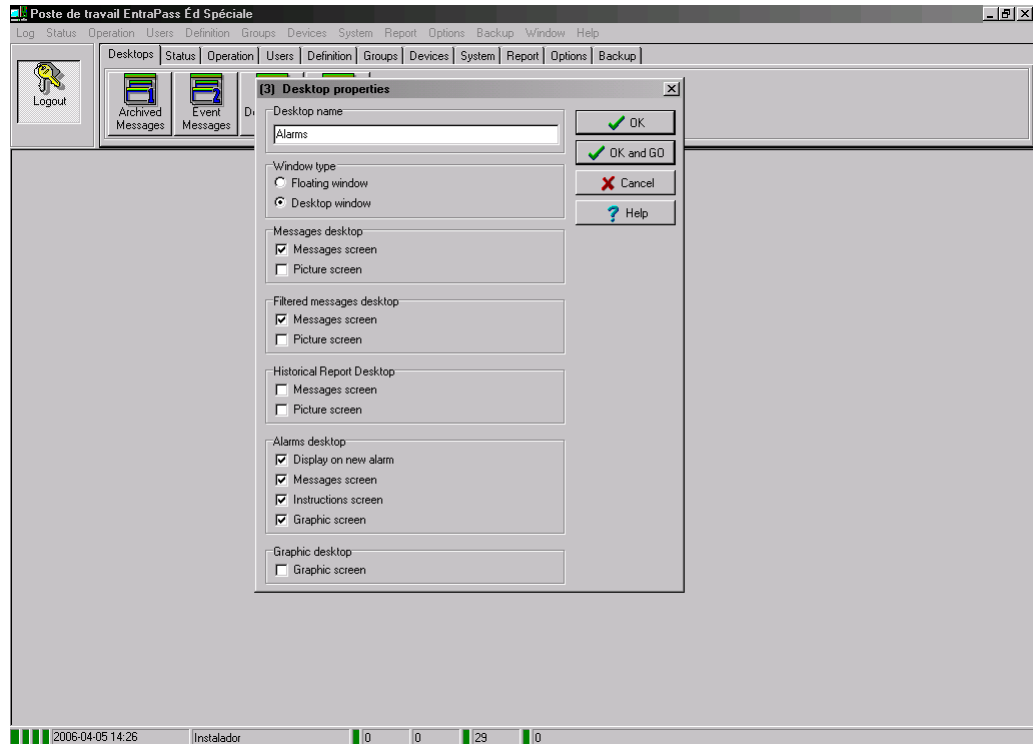 Poste de travail EntraPass Éd Spéciale
Log Status Operation Users Definition Groups Devices System Report Options Backup Window Help
Desktops Status Operation Users Definition Groups Devices System Report Options Backup
Logout
Archived Messages
Event Messages
(3) Desktop properties
Desktop name
Alarms
OK
OK and GO
Cancel
Help
Window type
Floating window
Desktop window
Messages desktop
Messages screen
Picture screen
Filtered messages desktop
Messages screen
Picture screen
Historical Report Desktop
Messages screen
Picture screen
Alarms desktop
Display on new alarm
Messages screen
Instructions screen
Graphic screen
Graphic desktop
Graphic screen
2006-04-05 14:26 Instalador 0 0 29 0